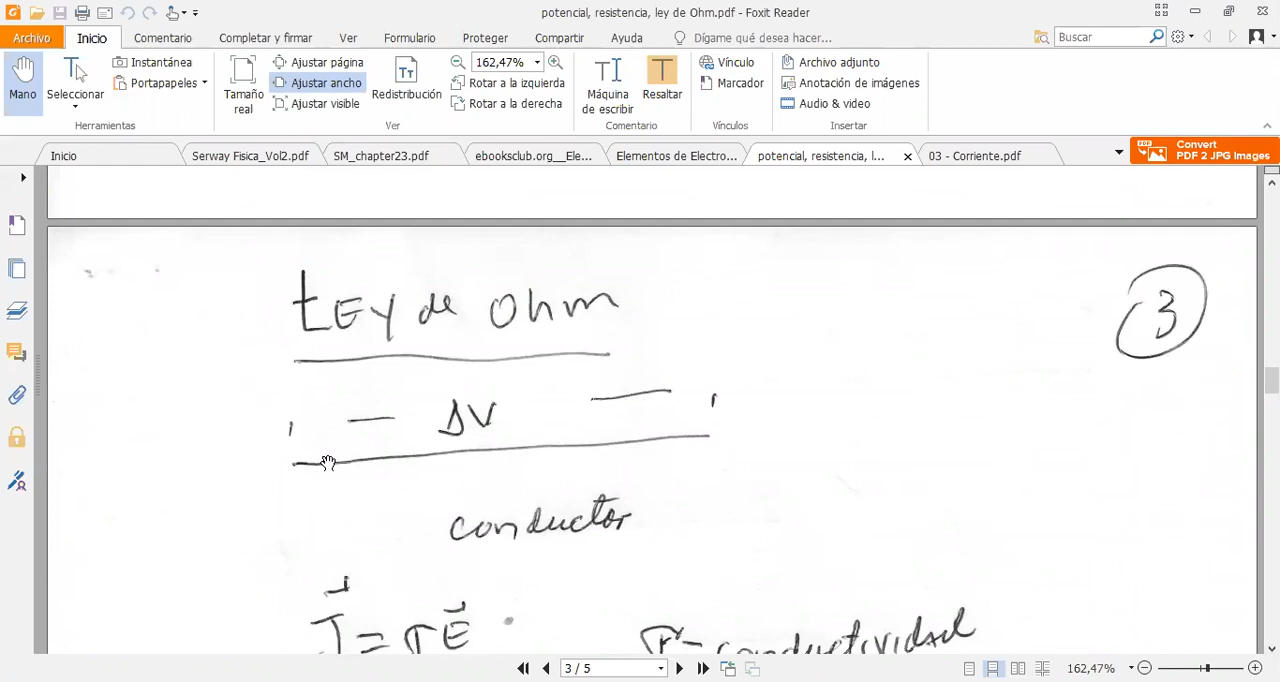 potencial, resistencia, ley de Ohm.pdf - Foxit Reader
Archivo Inicio Comentario Completar y firmar Ver Formulario Proteger Compartir Ayuda Dígame qué desea hacer... Buscar
Mano
Seleccionar
Instantánea
Portapapeles
Herramientas
Tamaño real
Ajustar página
Ajustar ancho
Ajustar visible
Redistribución
162,47%
Rotar a la izquierda
Rotar a la derecha
Ver
Máquina de escribir
Resaltar
Comentario
Vínculo
Marcador
Vínculos
Archivo adjunto
Anotación de imágenes
Audio & video
Insertar
Inicio Serway Fisica_Vol2.pdf SM_chapter23.pdf ebooksclub.org__Ele... Elementos de Electro... potencial, resistencia, l... 03 - Corriente.pdf
Convert
PDF 2 JPG Images
LEY de Ohm
3
ΔV
conductor
J = σE σ - conductividad
3 / 5 162,47%